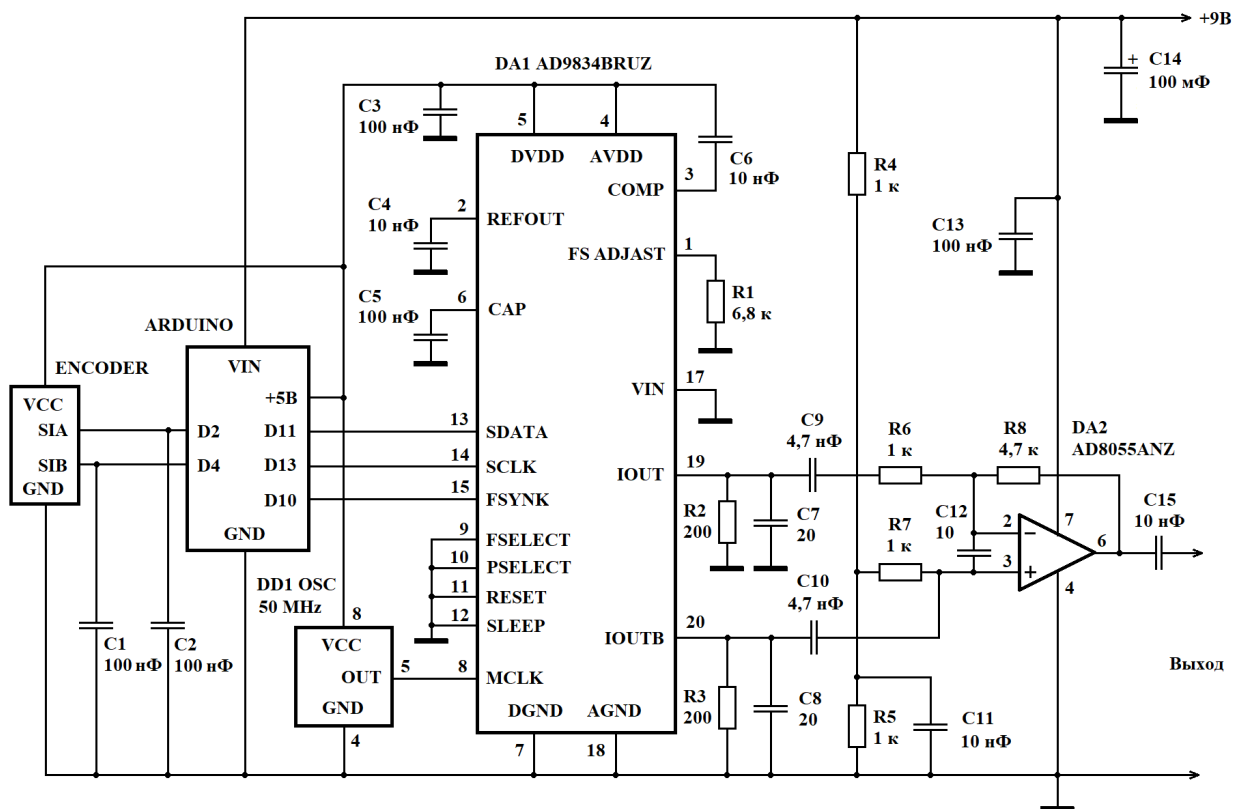 +9В
DA1 AD9834BRUZ
C14
100 мФ
+
C3
100 нФ
5
4
DVDD
AVDD
C6
10 нФ
3
COMP
R4
1 к
C4
10 нФ
2
REFOUT
C13
100 нФ
1
FS ADJAST
R1
6,8 к
C5
100 нФ
6
CAP
ARDUINO
ENCODER
VIN
VCC
+5В
SIA
D2
D11
SIB
D4
D13
GND
D10
GND
17
VIN
13
SDATA
14
SCLK
15
FSYNK
9
FSELECT
10
PSELECT
11
RESET
12
SLEEP
19
IOUT
C9
4,7 нФ
R6
1 к
R8
4,7 к
DA2
AD8055ANZ
R2
200
C7
20
R7
1 к
C12
10
2
−
3
+
7
6
4
C15
10 нФ
C10
4,7 нФ
20
IOUTB
DD1 OSC
50 MHz
8
VCC
OUT
5
GND
4
8
MCLK
C1
100 нФ
C2
100 нФ
R3
200
C8
20
R5
1 к
C11
10 нФ
Выход
DGND
AGND
7
18